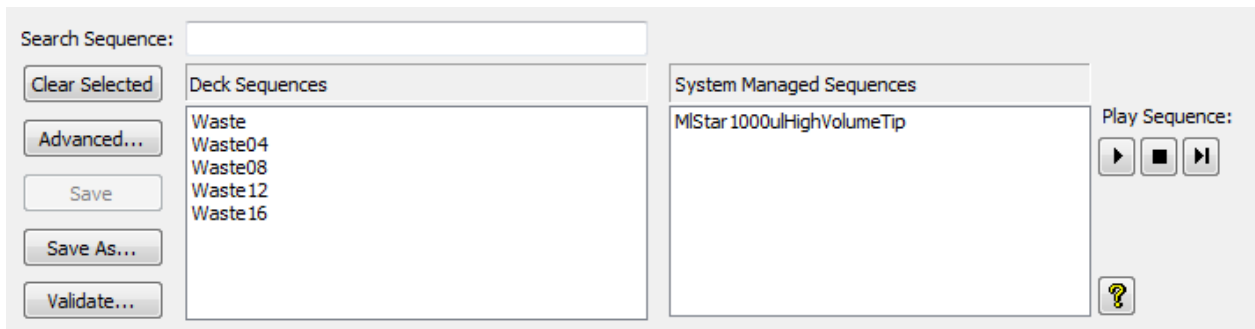 Search Sequence:
Clear Selected
Deck Sequences
System Managed Sequences
Advanced...
Waste
Waste04
Waste08
Waste12
Waste16
MlStar1000ulHighVolumeTip
Play Sequence:
Save
Save As...
Validate...
?